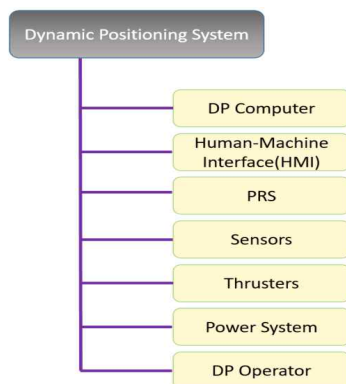 Dynamic Positioning System
DP Computer
Human-Machine
Interface(HMI)
PRS
Sensors
Thrusters
Power System
DP Operator